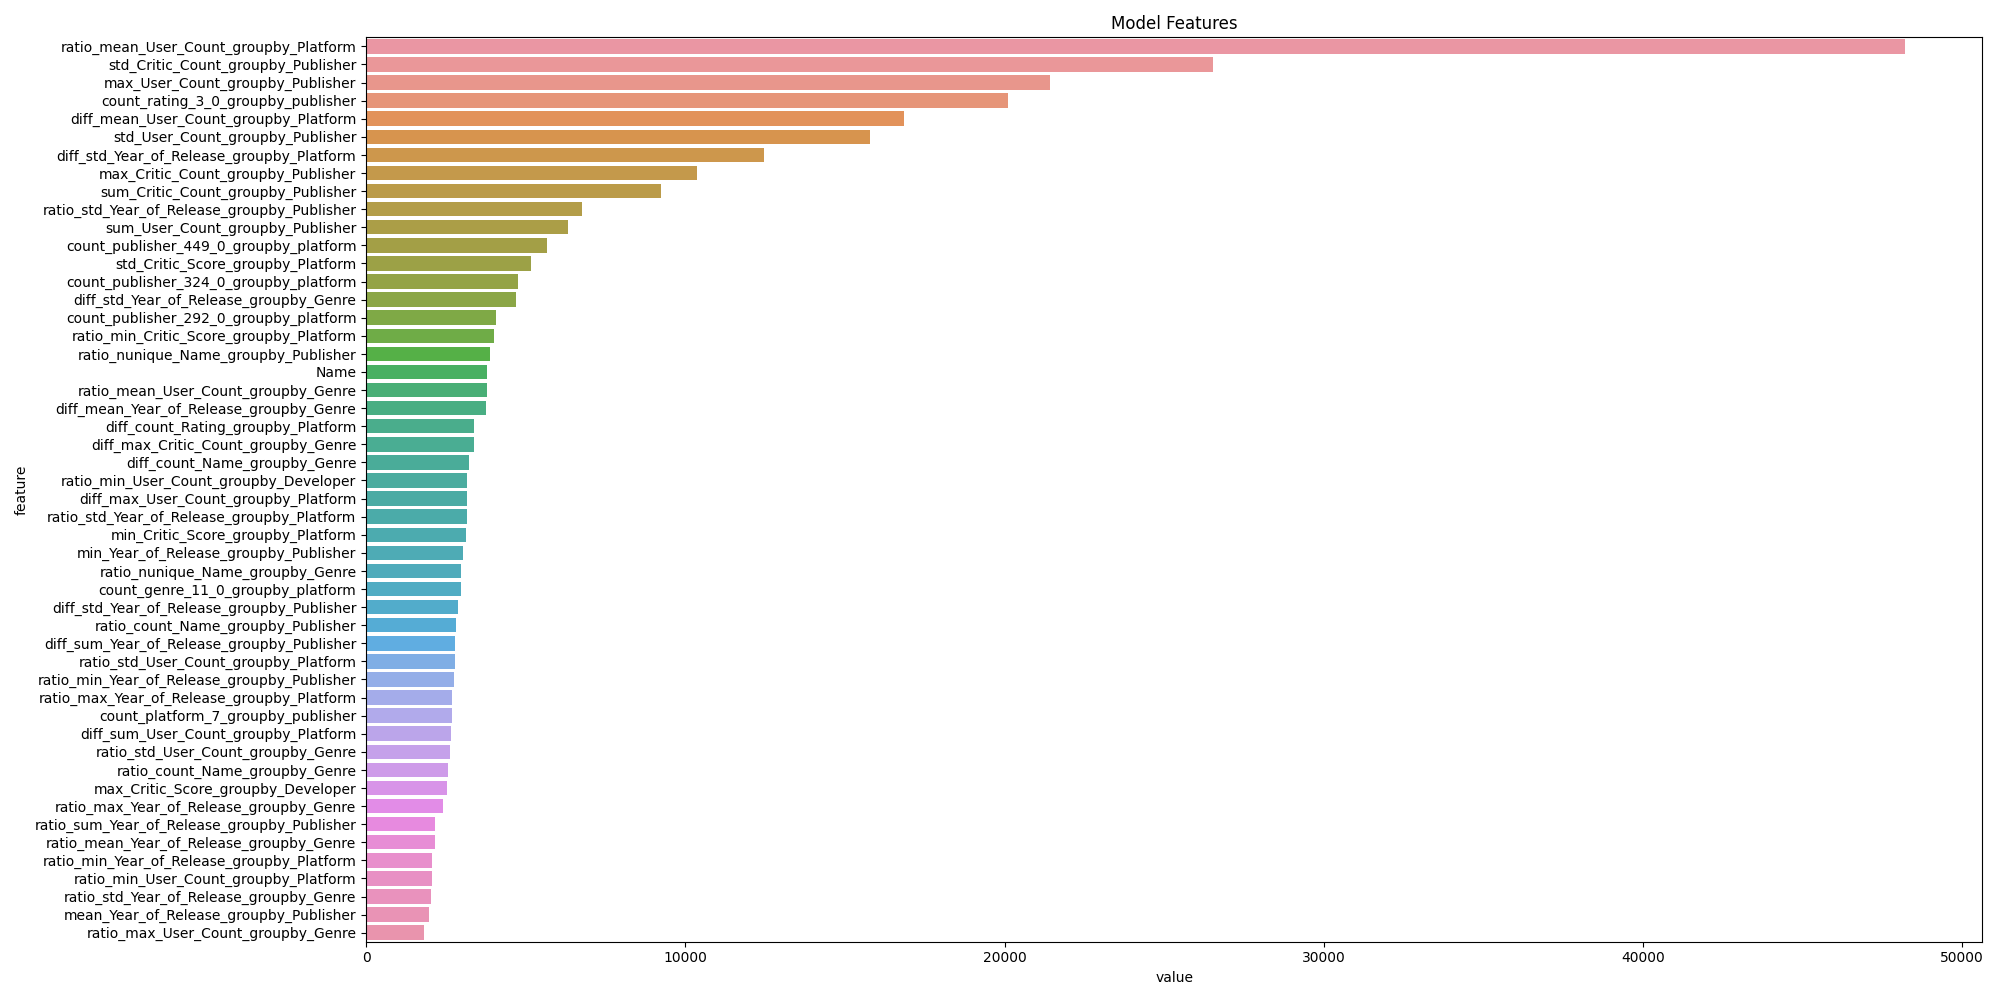 Model Features
ratio_mean_User_Count_groupby_Platform
std_Critic_Count_groupby_Publisher
max_User_Count_groupby_Publisher
count_rating_3_0_groupby_publisher
diff_mean_User_Count_groupby_Platform
std_User_Count_groupby_Publisher
diff_std_Year_of_Release_groupby_Platform
max_Critic_Count_groupby_Publisher
sum_Critic_Count_groupby_Publisher
ratio_std_Year_of_Release_groupby_Publisher
sum_User_Count_groupby_Publisher
count_publisher_449_0_groupby_platform
std_Critic_Score_groupby_Platform
count_publisher_324_0_groupby_platform
diff_std_Year_of_Release_groupby_Genre
count_publisher_292_0_groupby_platform
ratio_min_Critic_Score_groupby_Platform
ratio_nunique_Name_groupby_Publisher
Name
ratio_mean_User_Count_groupby_Genre
diff_mean_Year_of_Release_groupby_Genre
diff_count_Rating_groupby_Platform
diff_max_Critic_Count_groupby_Genre
diff_count_Name_groupby_Genre
ratio_min_User_Count_groupby_Developer
diff_max_User_Count_groupby_Platform
ratio_std_Year_of_Release_groupby_Platform
min_Critic_Score_groupby_Platform
min_Year_of_Release_groupby_Publisher
ratio_nunique_Name_groupby_Genre
count_genre_11_0_groupby_platform
diff_std_Year_of_Release_groupby_Publisher
ratio_count_Name_groupby_Publisher
diff_sum_Year_of_Release_groupby_Publisher
ratio_std_User_Count_groupby_Platform
ratio_min_Year_of_Release_groupby_Publisher
ratio_max_Year_of_Release_groupby_Platform
count_platform_7_groupby_publisher
diff_sum_User_Count_groupby_Platform
ratio_std_User_Count_groupby_Genre
ratio_count_Name_groupby_Genre
max_Critic_Score_groupby_Developer
ratio_max_Year_of_Release_groupby_Genre
ratio_sum_Year_of_Release_groupby_Publisher
ratio_mean_Year_of_Release_groupby_Genre
ratio_min_Year_of_Release_groupby_Platform
ratio_min_User_Count_groupby_Platform
ratio_std_Year_of_Release_groupby_Genre
mean_Year_of_Release_groupby_Publisher
ratio_max_User_Count_groupby_Genre
feature
0 10000 20000 30000 40000 50000
value